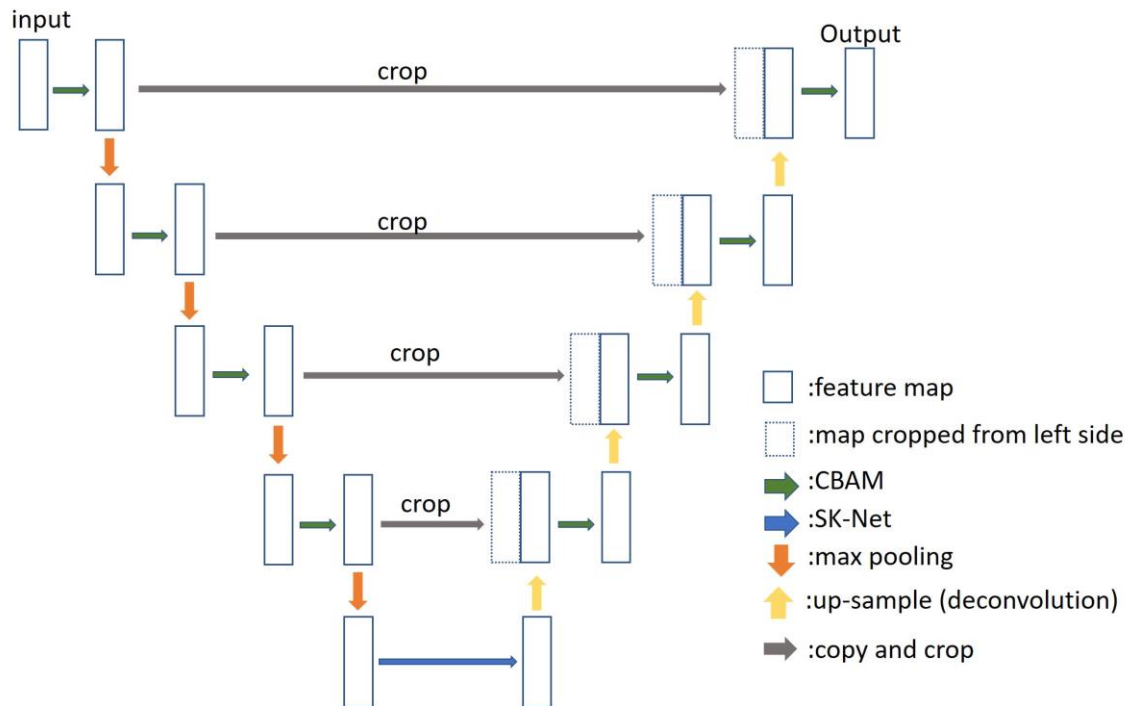 input
Output
crop
crop
crop
crop
:feature map
:map cropped from left side
:CBAM
:SK-Net
:max pooling
:up-sample (deconvolution)
:copy and crop